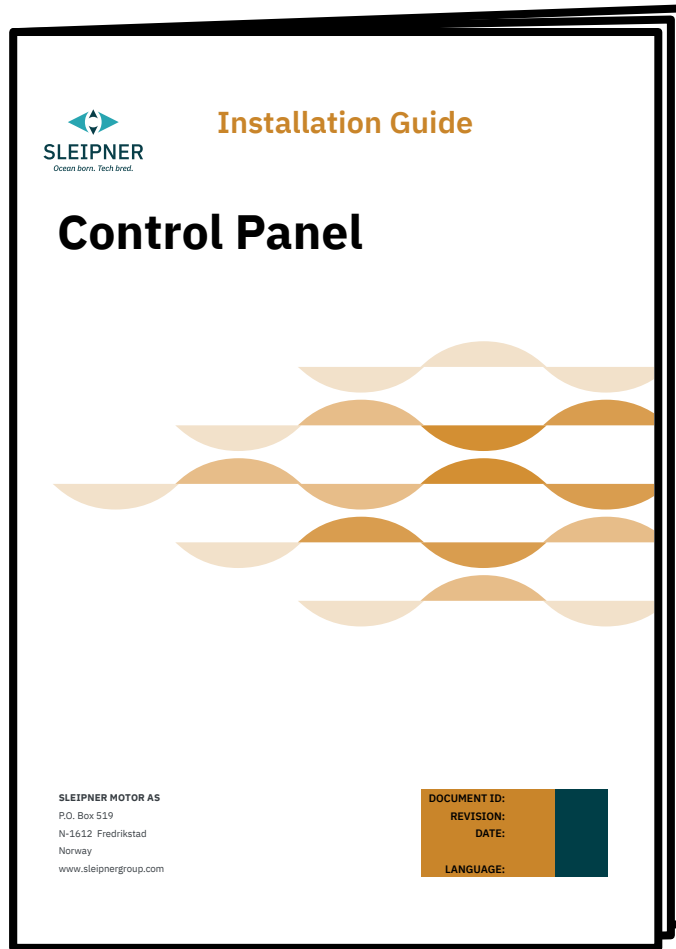 Installation Guide
SLEIPNER
Ocean born. Tech bred.
Control Panel
SLEIPNER MOTOR AS
P.O. Box 519
N-1612 Fredrikstad
Norway
www.sleipnergroup.com
DOCUMENT ID:
REVISION:
DATE:
LANGUAGE: